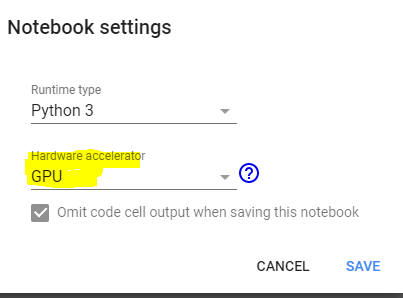 Notebook settings
Runtime type
Python 3
Hardware accelerator
GPU
?
Omit code cell output when saving this notebook
CANCEL SAVE